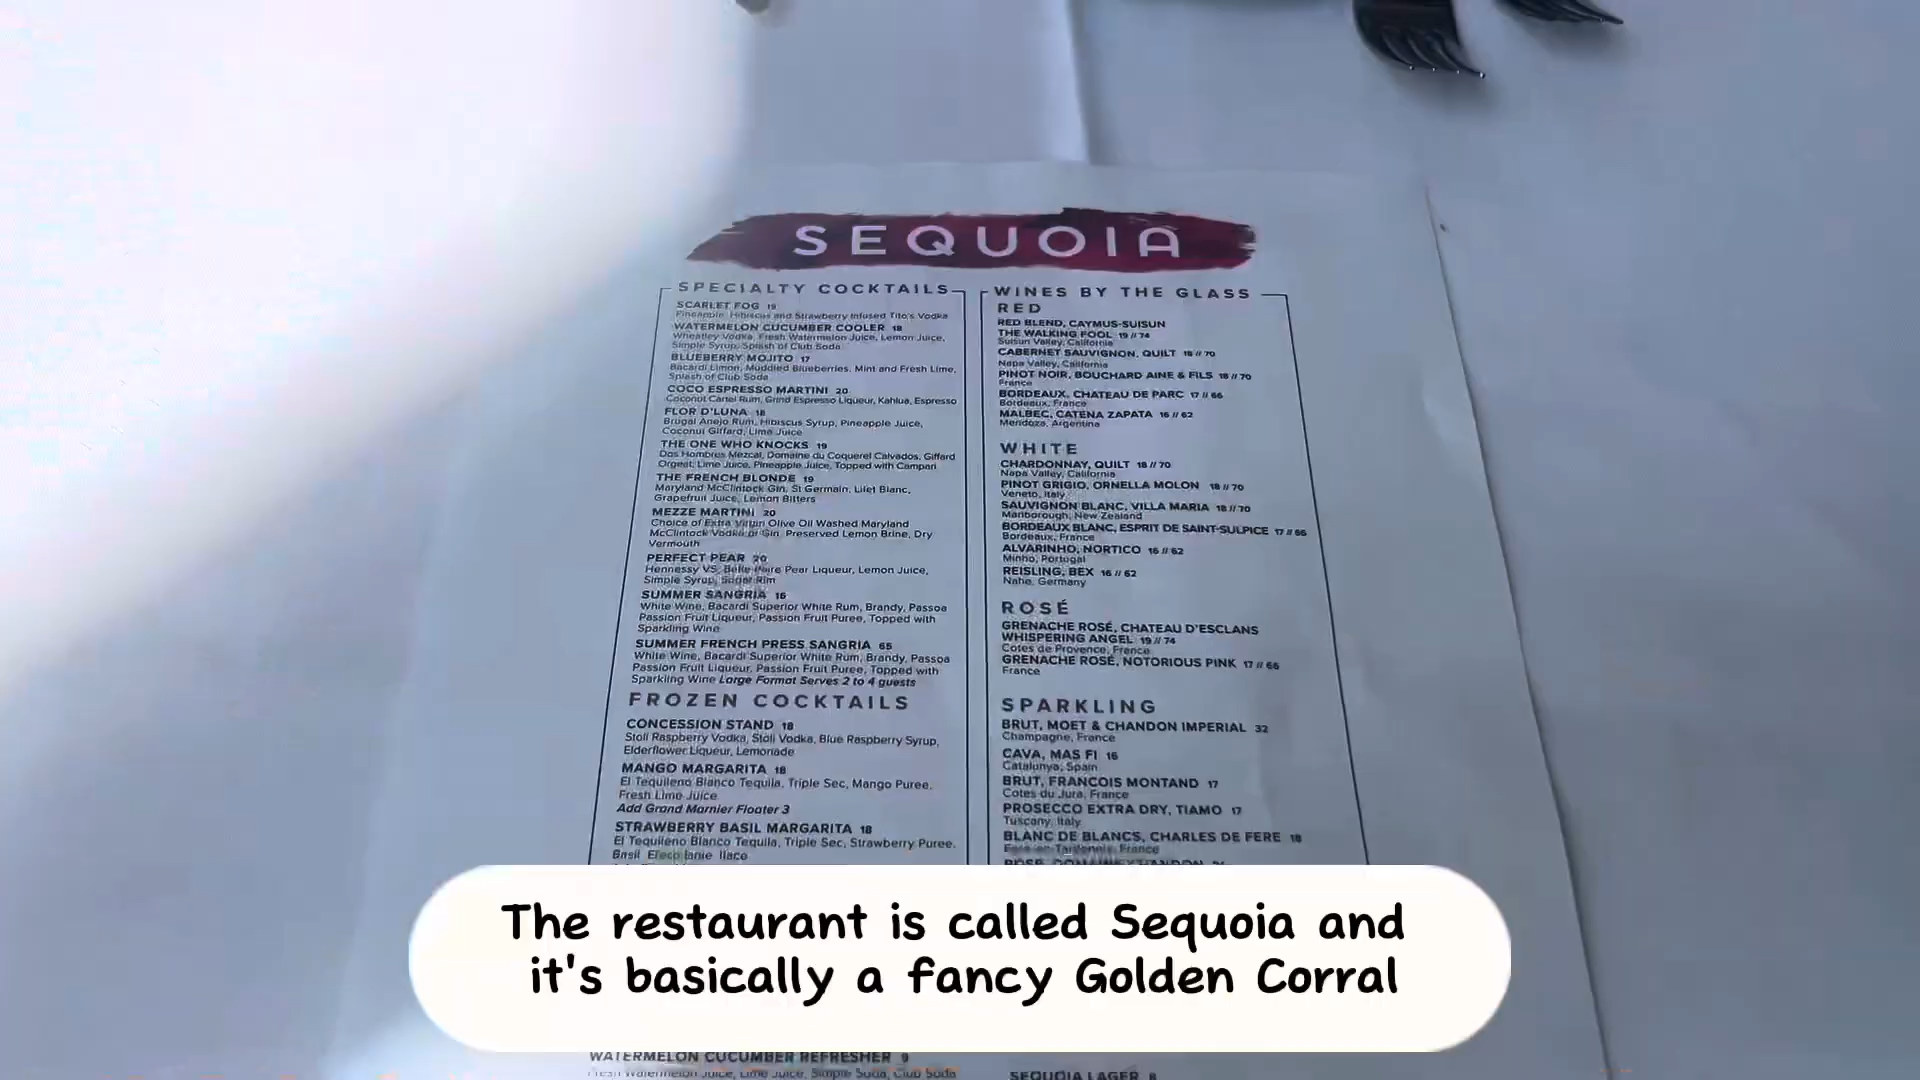 SEQUOIA
SPECIALTY COCKTAILS
SCARLET FOG 19
Pineapple, Hibiscus and Strawberry Infused Tito's Vodka
WATERMELON CUCUMBER COOLER 18
Wheatley Vodka, Fresh Watermelon Juice, Lemon Juice,
Simple Syrup, Splash of Club Soda
BLUEBERRY MOJITO 17
Bacardi Limon, Muddled Blueberries, Mint and Fresh Lime,
Splash of Club Soda
COCO ESPRESSO MARTINI 20
Coconut Cartel Rum, Grind Espresso Liqueur, Kahlua, Espresso
FLOR D'LUNA 18
Brugal Anejo Rum, Hibiscus Syrup, Pineapple Juice,
Coconut Giffard, Lime Juice
THE ONE WHO KNOCKS 19
Dos Hombres Mezcal, Domaine du Coquerel Calvados, Giffard
Orgeat, Lime Juice, Pineapple Juice, Topped with Campari
THE FRENCH BLONDE 19
Maryland McClintock Gin, St Germain, Lilet Blanc,
Grapefruit Juice, Lemon Bitters
MEZZE MARTINI 20
Choice of Extra Virgin Olive Oil Washed Maryland
McClintock Vodka or Gin, Preserved Lemon Brine, Dry
Vermouth
PERFECT PEAR 20
Hennessy VS, Belle Paire Pear Liqueur, Lemon Juice,
Simple Syrup, Sugar Rim
SUMMER SANGRIA 16
White Wine, Bacardi Superior White Rum, Brandy, Passoa
Passion Fruit Liqueur, Passion Fruit Puree, Topped with
Sparkling Wine
SUMMER FRENCH PRESS SANGRIA 65
White Wine, Bacardi Superior White Rum, Brandy, Passoa
Passion Fruit Liqueur, Passion Fruit Puree, Topped with
Sparkling Wine Large Format Serves 2 to 4 guests
FROZEN COCKTAILS
CONCESSION STAND 18
Stoli Raspberry Vodka, Stoli Vodka, Blue Raspberry Syrup,
Elderflower Liqueur, Lemonade
MANGO MARGARITA 18
El Tequileno Blanco Tequila, Triple Sec, Mango Puree,
Fresh Lime Juice
Add Grand Marnier Floater 3
STRAWBERRY BASIL MARGARITA 18
El Tequileno Blanco Tequila, Triple Sec, Strawberry Puree,
Basil
WATERMELON CUCUMBER REFRESHER 9
Fresh Watermelon Juice, Lime Juice, Simple Soda, Club Soda
WINES BY THE GLASS
RED
RED BLEND, CAYMUS-SUISUN
THE WALKING FOOL 19 // 74
Suisun Valley, California
CABERNET SAUVIGNON, QUILT 18 // 70
Napa Valley, California
PINOT NOIR, BOUCHARD AINE & FILS 18 // 70
France
BORDEAUX, CHATEAU DE PARC 17 // 66
Bordeaux, France
MALBEC, CATENA ZAPATA 16 // 62
Mendoza, Argentina
WHITE
CHARDONNAY, QUILT 18 // 70
Napa Valley, California
PINOT GRIGIO, ORNELLA MOLON 18 // 70
Veneto, Italy
SAUVIGNON BLANC, VILLA MARIA 18 // 70
Marlborough, New Zealand
BORDEAUX BLANC, ESPRIT DE SAINT-SULPICE 17 // 66
Bordeaux, France
ALVARINHO, NORTICO 16 // 62
Minho, Portugal
REISLING, BEX 16 // 62
Nahe, Germany
ROSÉ
GRENACHE ROSÉ, CHATEAU D'ESCLANS
WHISPERING ANGEL 19 // 74
Cotes de Provence, France
GRENACHE ROSÉ, NOTORIOUS PINK 17 // 66
France
SPARKLING
BRUT, MOET & CHANDON IMPERIAL 32
Champagne, France
CAVA, MAS FI 16
Catalunya, Spain
BRUT, FRANCOIS MONTAND 17
Cotes du Jura, France
PROSECCO EXTRA DRY, TIAMO 17
Tuscany, Italy
BLANC DE BLANCS, CHARLES DE FERE 18
France
SEQUOIA LAGER 8
The restaurant is called Sequoia and
it's basically a fancy Golden Corral